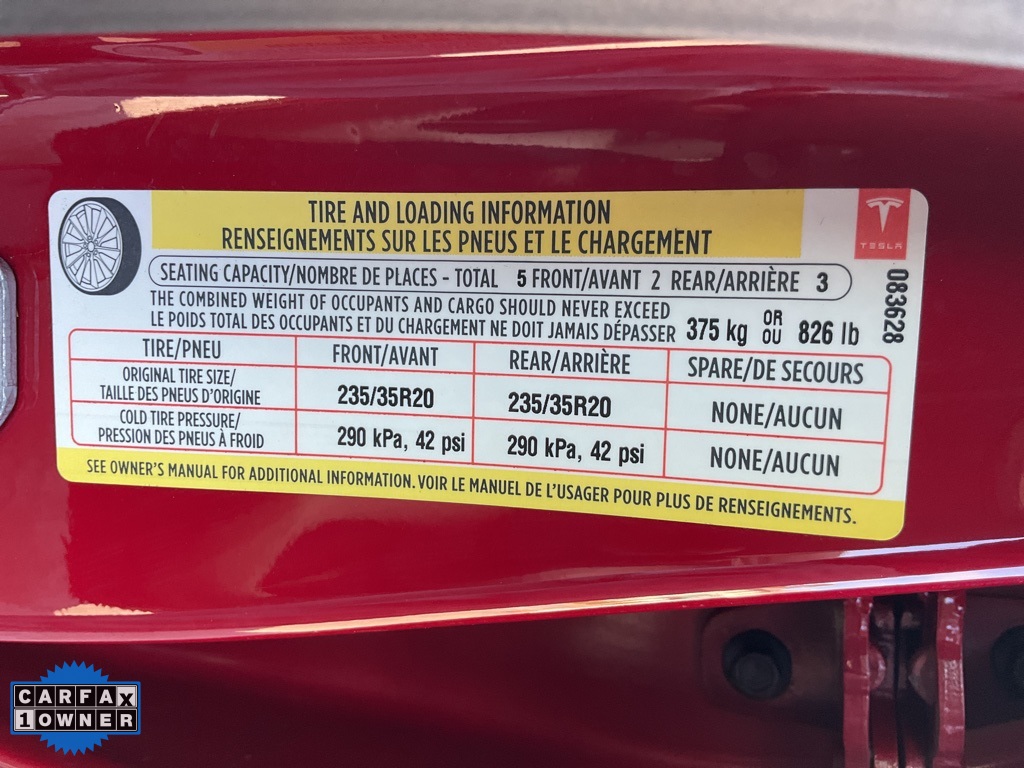 TIRE AND LOADING INFORMATION
RENSEIGNEMENTS SUR LES PNEUS ET LE CHARGEMENT
TESLA
SEATING CAPACITY/NOMBRE DE PLACES - TOTAL 5 FRONT/AVANT 2 REAR/ARRIÈRE 3
THE COMBINED WEIGHT OF OCCUPANTS AND CARGO SHOULD NEVER EXCEED
LE POIDS TOTAL DES OCCUPANTS ET DU CHARGEMENT NE DOIT JAMAIS DÉPASSER
375 kg OR OU 826 lb
083628
TIRE/PNEU FRONT/AVANT REAR/ARRIÈRE SPARE/DE SECOURS
ORIGINAL TIRE SIZE/
TAILLE DES PNEUS D'ORIGINE 235/35R20 235/35R20 NONE/AUCUN
COLD TIRE PRESSURE/
PRESSION DES PNEUS À FROID 290 kPa, 42 psi 290 kPa, 42 psi NONE/AUCUN
SEE OWNER'S MANUAL FOR ADDITIONAL INFORMATION. VOIR LE MANUEL DE L'USAGER POUR PLUS DE RENSEIGNEMENTS.
CARFAX
1 OWNER